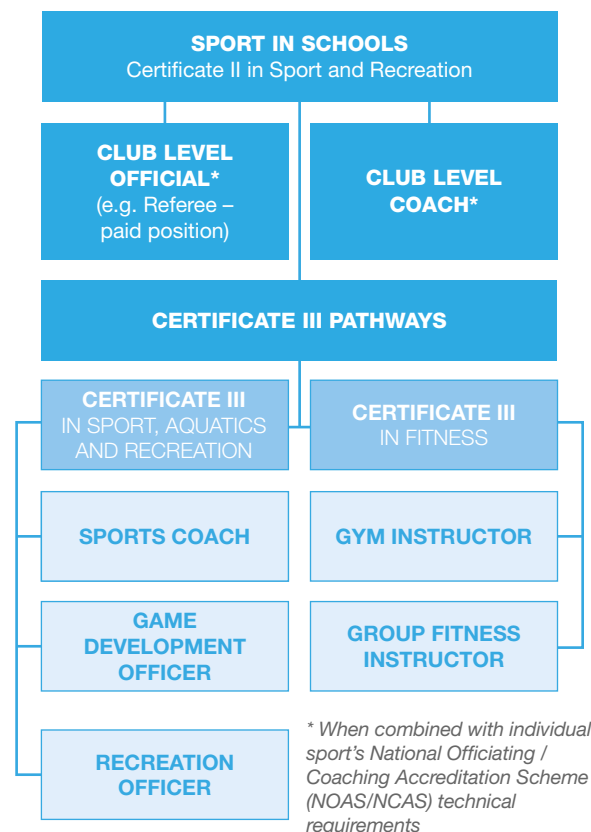 SPORT IN SCHOOLS
Certificate II in Sport and Recreation
CLUB LEVEL
OFFICIAL*
(e.g. Referee –
paid position)
CLUB LEVEL
COACH*
CERTIFICATE III PATHWAYS
CERTIFICATE III
IN SPORT, AQUATICS
AND RECREATION
CERTIFICATE III
IN FITNESS
SPORTS COACH
GYM INSTRUCTOR
GAME
DEVELOPMENT
OFFICER
GROUP FITNESS
INSTRUCTOR
RECREATION
OFFICER
* When combined with individual
sport's National Officiating /
Coaching Accreditation Scheme
(NOAS/NCAS) technical
requirements